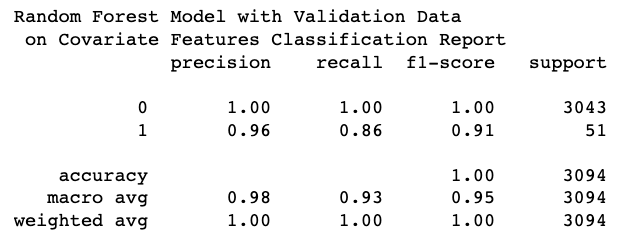 Random Forest Model with Validation Data
on Covariate Features Classification Report
precision recall f1-score support
0 1.00 1.00 1.00 3043
1 0.96 0.86 0.91 51
accuracy 1.00 3094
macro avg 0.98 0.93 0.95 3094
weighted avg 1.00 1.00 1.00 3094